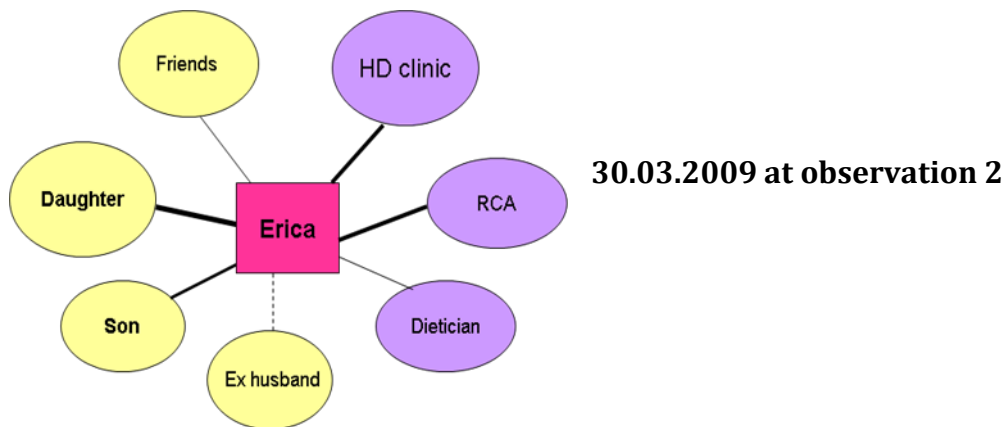 Friends
HD clinic
30.03.2009 at observation 2
Daughter
RCA
Erica
Son
Dietician
Ex husband